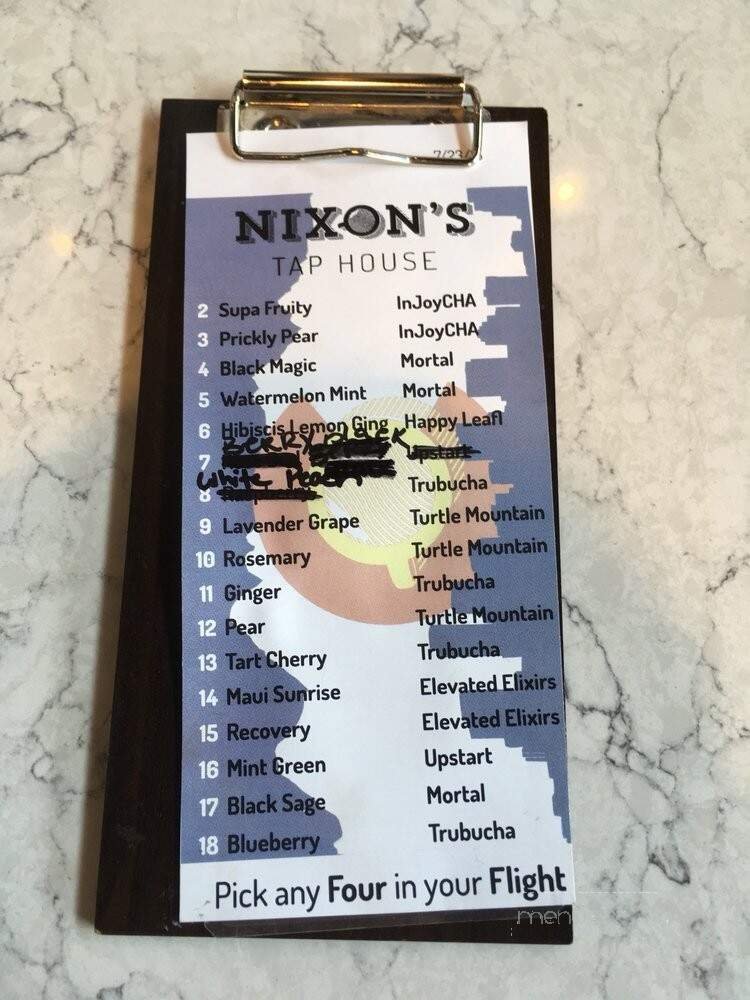 7/23/
NIXON'S
TAP HOUSE
2 Supa Fruity InJoyCHA
3 Prickly Pear InJoyCHA
4 Black Magic Mortal
5 Watermelon Mint Mortal
6 Hibiscis Lemon Ging Happy Leafl
7 BERRY BLACK Upstart
8 White Peach Trubucha
9 Lavender Grape Turtle Mountain
10 Rosemary Turtle Mountain
11 Ginger Trubucha
12 Pear Turtle Mountain
13 Tart Cherry Trubucha
14 Maui Sunrise Elevated Elixirs
15 Recovery Elevated Elixirs
16 Mint Green Upstart
17 Black Sage Mortal
18 Blueberry Trubucha
Pick any Four in your Flight